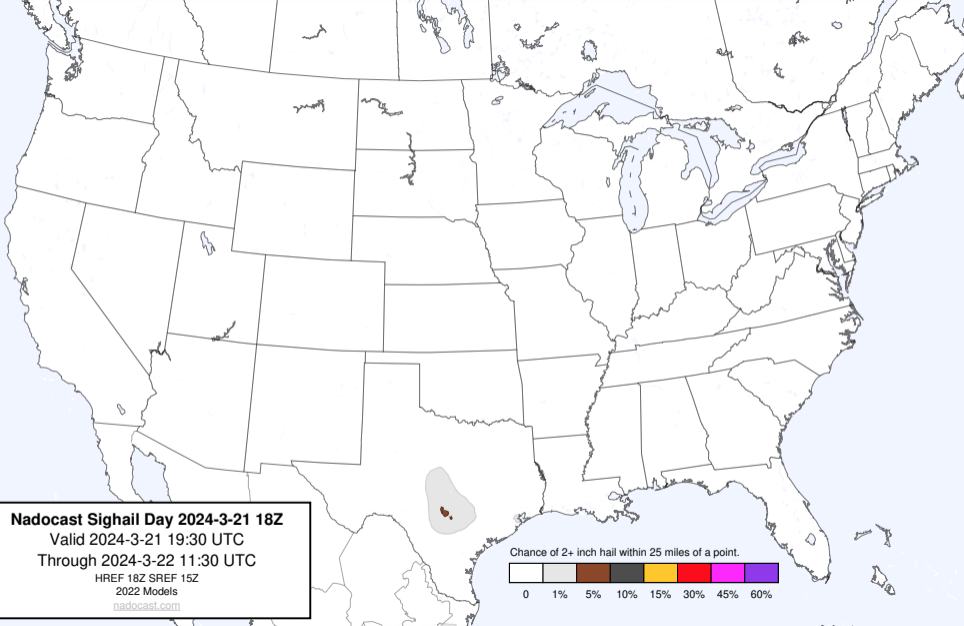 Nadocast Sighail Day 2024-3-21 18Z
Valid 2024-3-21 19:30 UTC
Through 2024-3-22 11:30 UTC
HREF 18Z SREF 15Z
2022 Models
nadocast.com
Chance of 2+ inch hail within 25 miles of a point.
0 1% 5% 10% 15% 30% 45% 60%